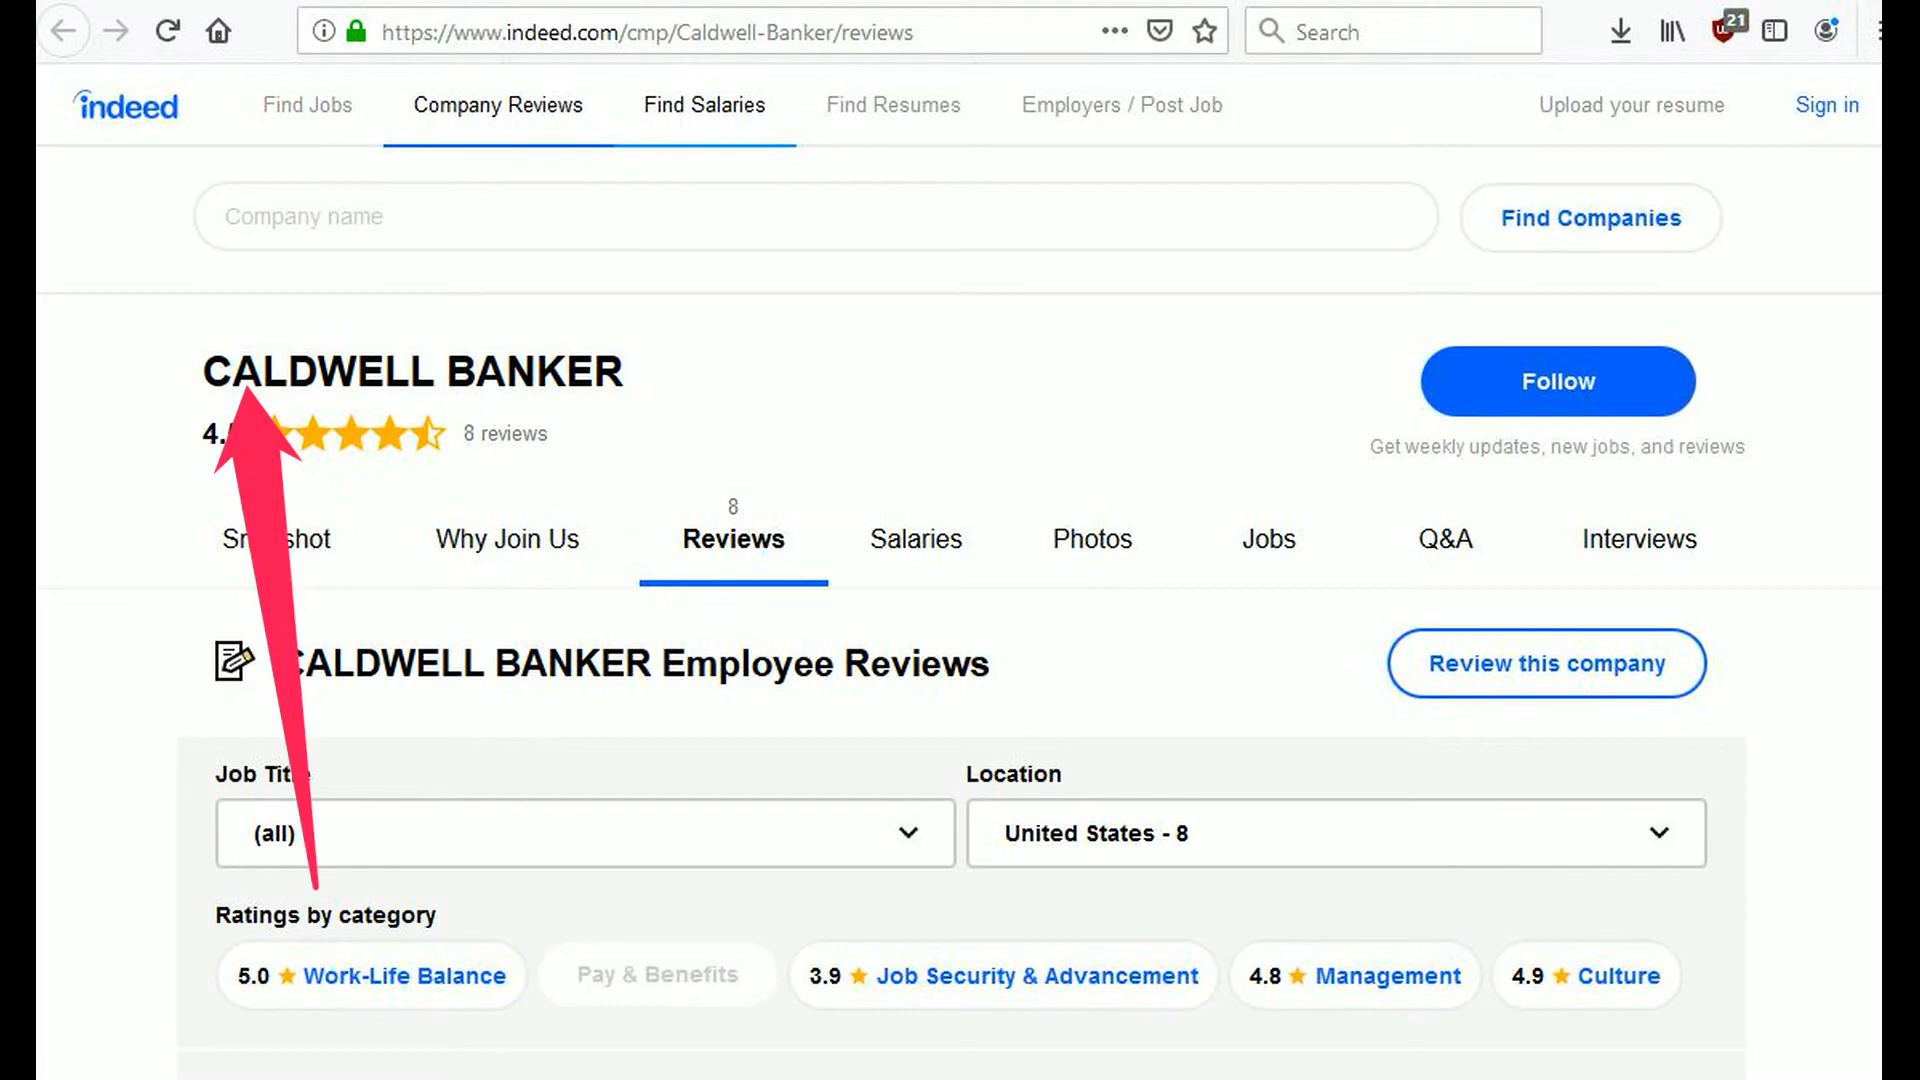 https://www.indeed.com/cmp/Caldwell-Banker/reviews
Search
21
indeed
Find Jobs
Company Reviews
Find Salaries
Find Resumes
Employers / Post Job
Upload your resume
Sign in
Company name
Find Companies
CALDWELL BANKER
Follow
8 reviews
Get weekly updates, new jobs, and reviews
8
Why Join Us
Reviews
Salaries
Photos
Jobs
Q&A
Interviews
CALDWELL BANKER Employee Reviews
Review this company
Job Title
Location
(all)
United States - 8
Ratings by category
5.0 Work-Life Balance
Pay & Benefits
3.9 Job Security & Advancement
4.8 Management
4.9 Culture